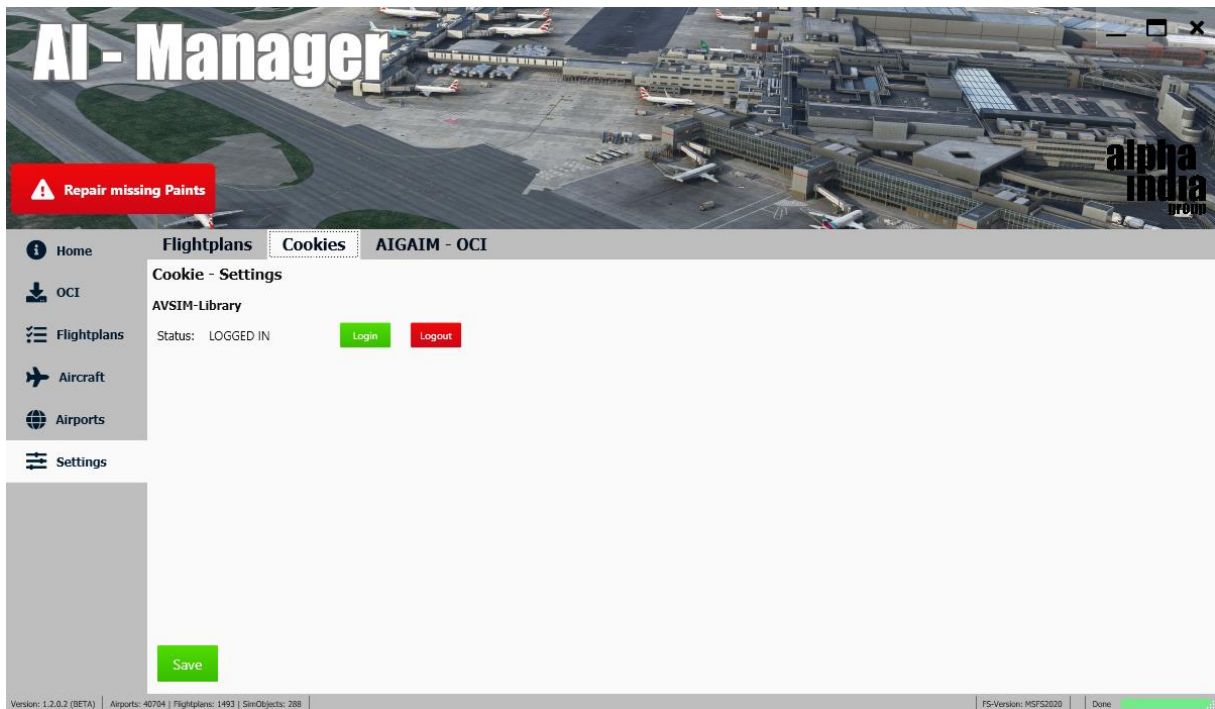 AI - Manager
alpha
india
group
Repair missing Paints
Home
OCI
Flightplans
Aircraft
Airports
Settings
Flightplans Cookies AIGAIM - OCI
Cookie - Settings
AVSIM-Library
Status: LOGGED IN Login Logout
Save
Version: 1.2.0.2 (BETA) Airports: 40704 | Flightplans: 1493 | SimObjects: 288 FS-Version: MSFS2020 Done